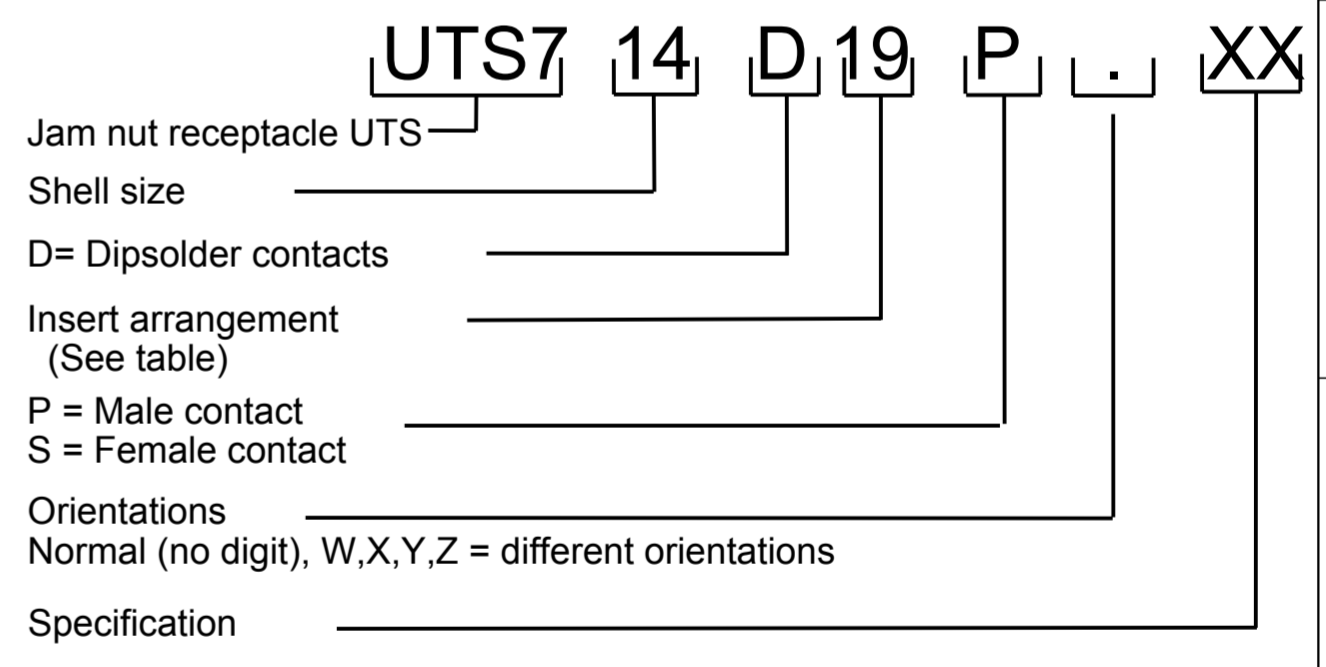 UTS7 14 D 19 P . XX
Jam nut receptacle UTS
Shell size
D= Dipsolder contacts
Insert arrangement
(See table)
P = Male contact
S = Female contact
Orientations
Normal (no digit), W,X,Y,Z = different orientations
Specification